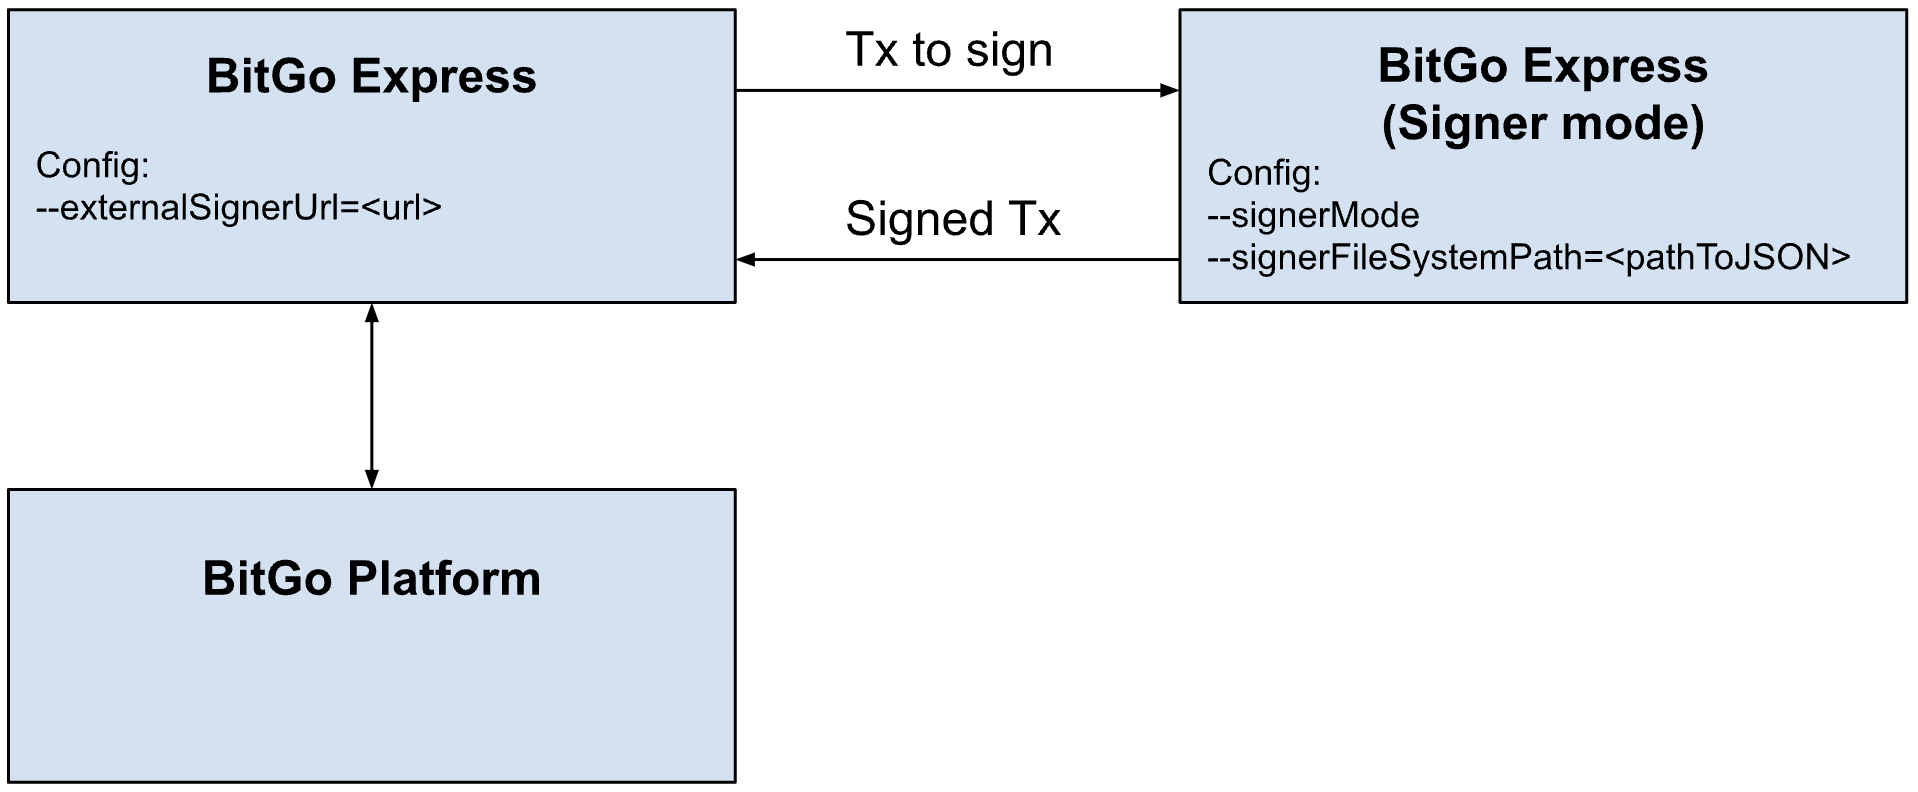 BitGo Express
Config:
--externalSignerUrl=<url>
Tx to sign
Signed Tx
BitGo Express
(Signer mode)
Config:
--signerMode
--signerFileSystemPath=<pathToJSON>
BitGo Platform